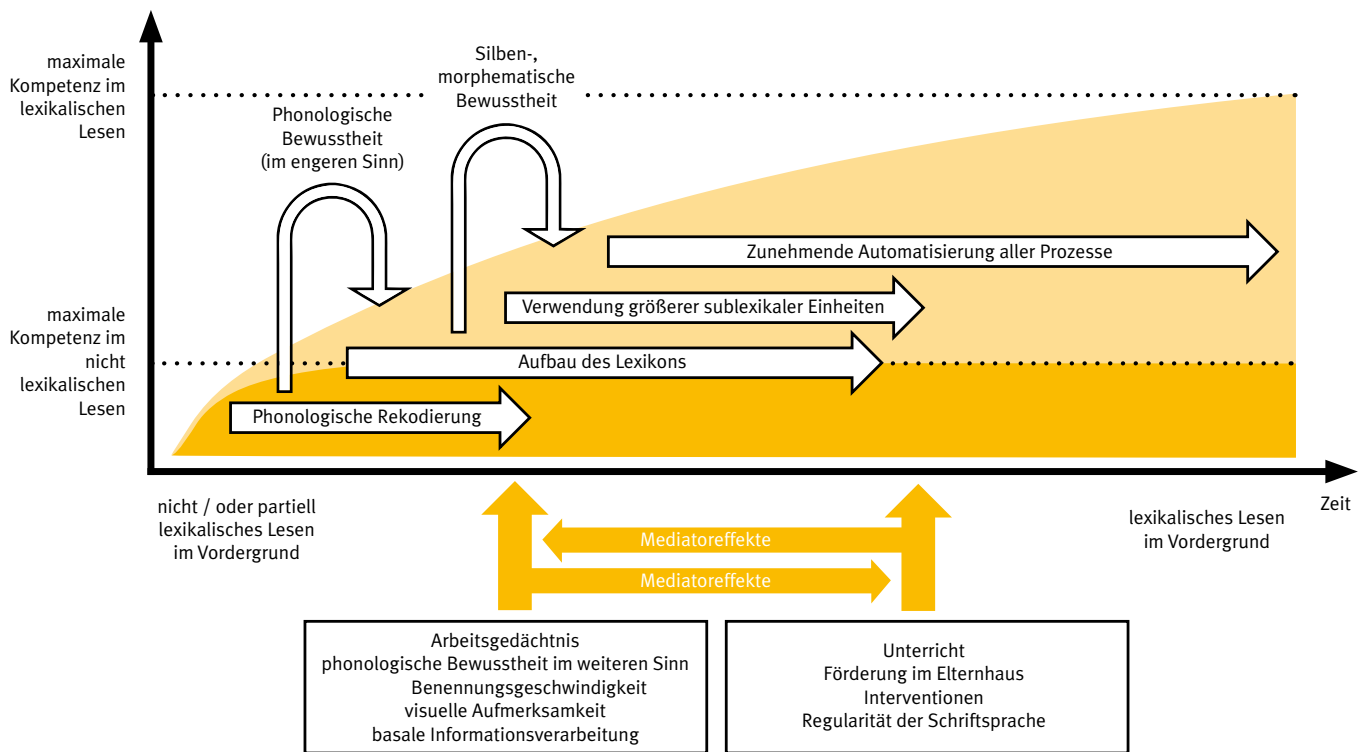 maximale
Kompetenz im
lexikalischen
Lesen
Phonologische
Bewusstheit
(im engeren Sinn)
Silben-,
morphematische
Bewusstheit
Zunehmende Automatisierung aller Prozesse
Verwendung größerer sublexikaler Einheiten
maximale
Kompetenz im
nicht
lexikalischen
Lesen
Aufbau des Lexikons
Phonologische Rekodierung
nicht / oder partiell
lexikalisches Lesen
im Vordergrund
lexikalisches Lesen
im Vordergrund
Zeit
Mediatoreffekte
Mediatoreffekte
Arbeitsgedächtnis
phonologische Bewusstheit im weiteren Sinn
Benennungsgeschwindigkeit
visuelle Aufmerksamkeit
basale Informationsverarbeitung
Unterricht
Förderung im Elternhaus
Interventionen
Regularität der Schriftsprache